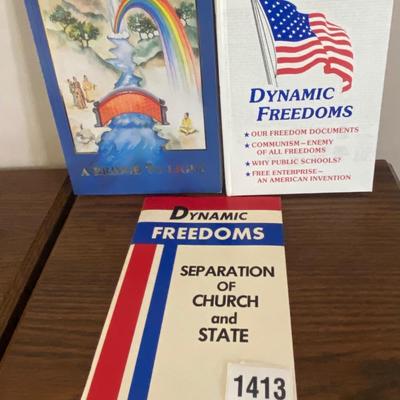 A BRIDGE TO LIGHT
DYNAMIC
FREEDOMS
★ OUR FREEDOM DOCUMENTS
★ COMMUNISM—ENEMY
OF ALL FREEDOMS
★ WHY PUBLIC SCHOOLS?
★ FREE ENTERPRISE—
AN AMERICAN INVENTION
DYNAMIC
FREEDOMS
SEPARATION
OF
CHURCH
and
STATE
1413